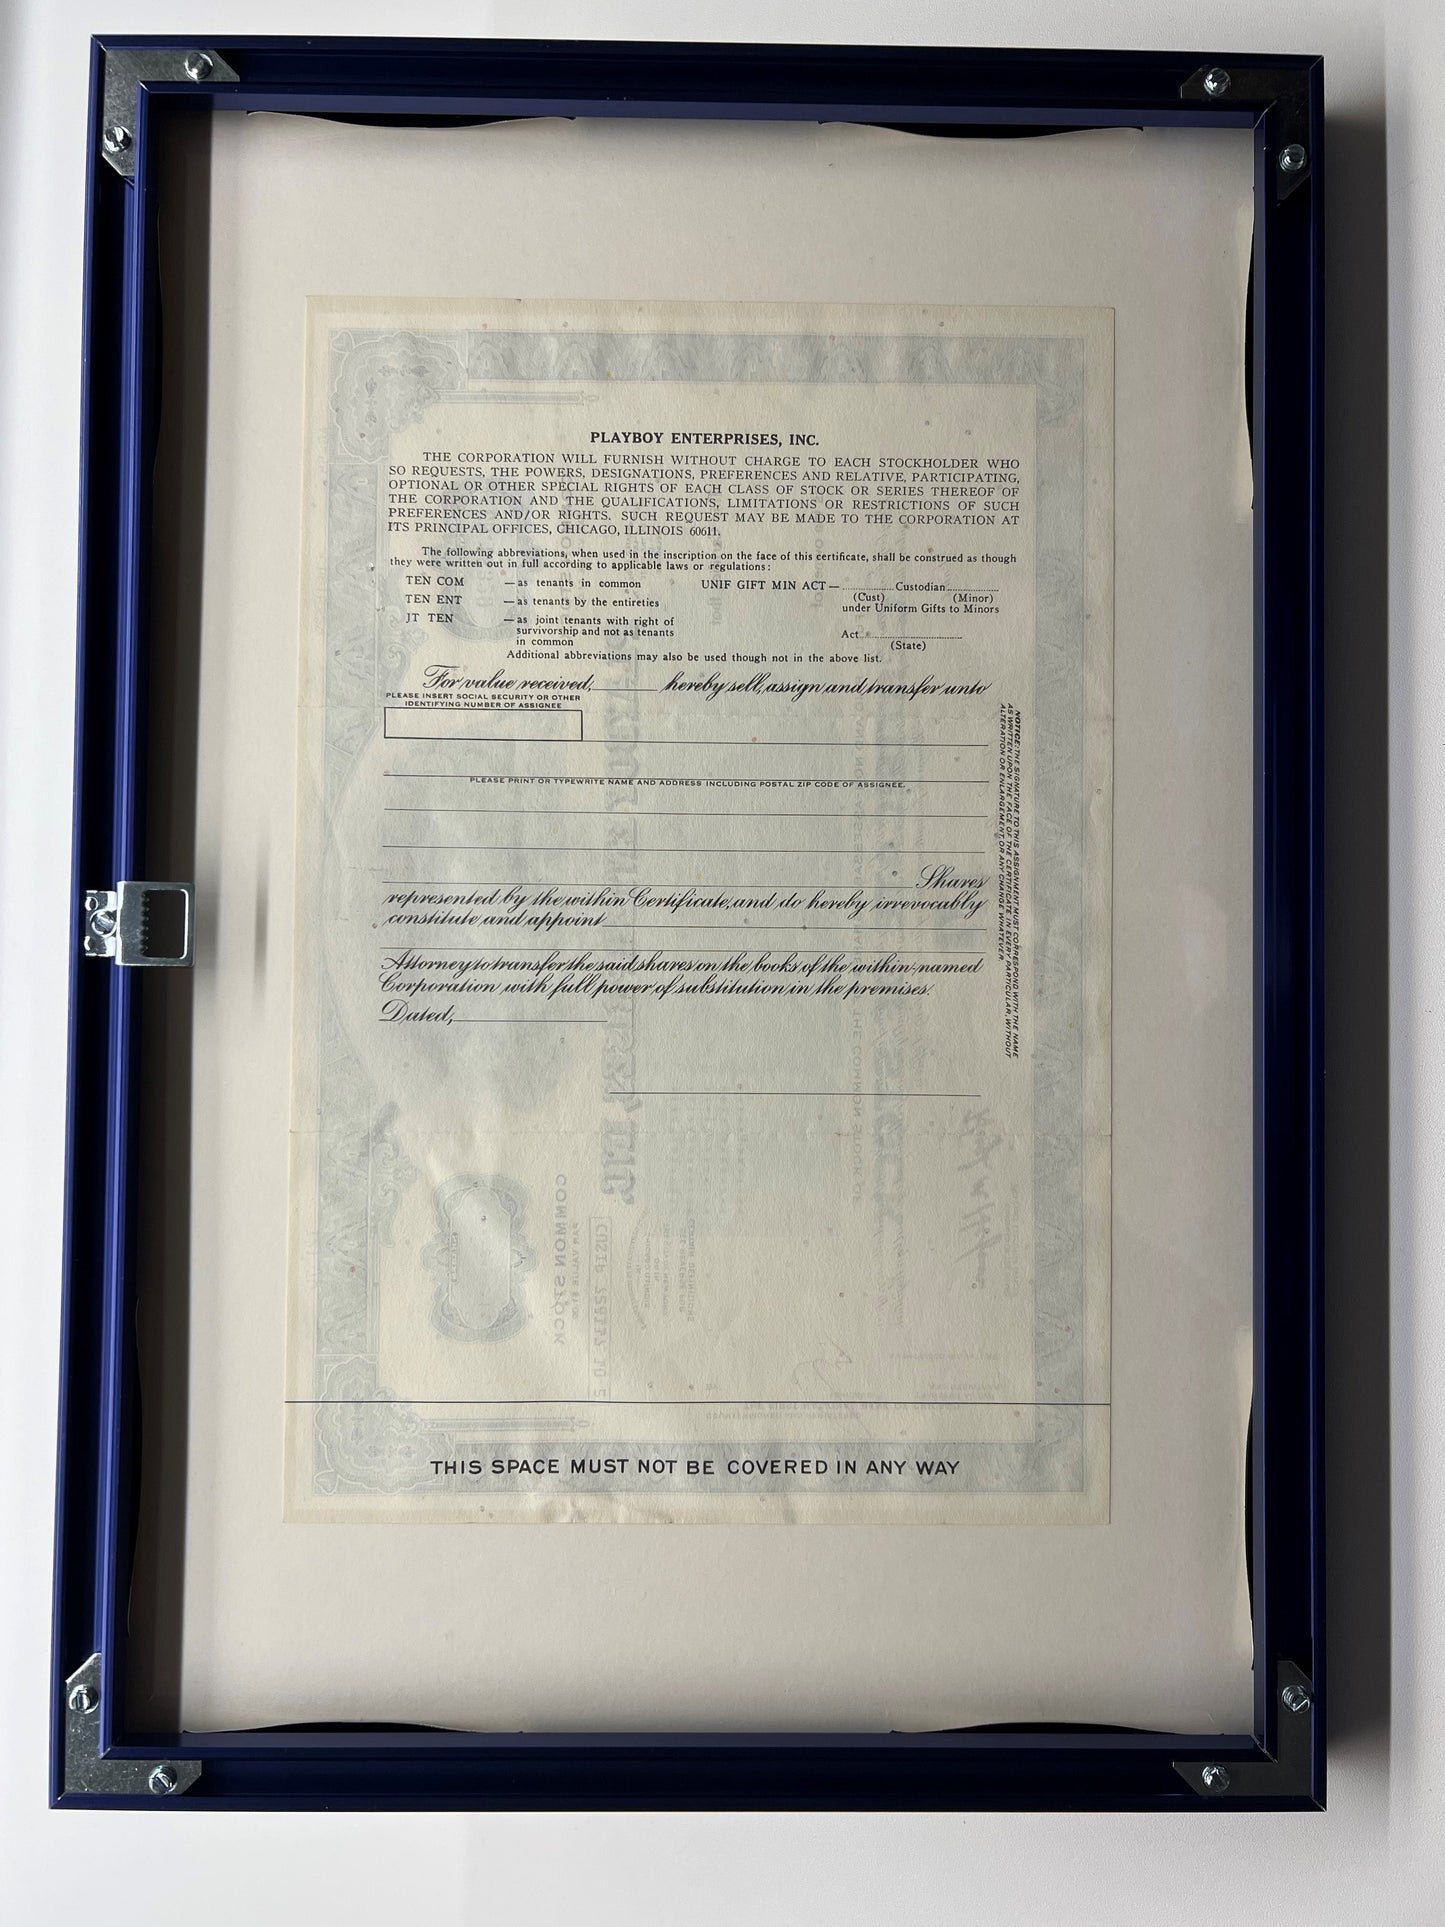 PLAYBOY ENTERPRISES, INC.
THE CORPORATION WILL FURNISH WITHOUT CHARGE TO EACH STOCKHOLDER WHO
SO REQUESTS, THE POWERS, DESIGNATIONS, PREFERENCES AND RELATIVE, PARTICIPATING,
OPTIONAL OR OTHER SPECIAL RIGHTS OF EACH CLASS OF STOCK OR SERIES THEREOF OF
THE CORPORATION AND THE QUALIFICATIONS, LIMITATIONS OR RESTRICTIONS OF SUCH
PREFERENCES AND/OR RIGHTS. SUCH REQUEST MAY BE MADE TO THE CORPORATION AT
ITS PRINCIPAL OFFICES, CHICAGO, ILLINOIS 60611.
The following abbreviations, when used in the inscription on the face of this certificate, shall be construed as though
they were written out in full according to applicable laws or regulations:
TEN COM —as tenants in common UNIF GIFT MIN ACT—..................Custodian..................
(Cust) (Minor)
TEN ENT —as tenants by the entireties under Uniform Gifts to Minors
JT TEN —as joint tenants with right of
survivorship and not as tenants Act..............................
in common (State)
Additional abbreviations may also be used though not in the above list.
For value received, ________ hereby sell, assign and transfer unto
PLEASE INSERT SOCIAL SECURITY OR OTHER
IDENTIFYING NUMBER OF ASSIGNEE
PLEASE PRINT OR TYPEWRITE NAME AND ADDRESS INCLUDING POSTAL ZIP CODE OF ASSIGNEE.
Shares
represented by the within Certificate, and do hereby irrevocably
constitute and appoint
Attorney to transfer the said shares on the books of the within-named
Corporation with full power of substitution in the premises.
Dated,
NOTICE: THE SIGNATURE TO THIS ASSIGNMENT MUST CORRESPOND WITH THE NAME
AS WRITTEN UPON THE FACE OF THE CERTIFICATE, IN EVERY PARTICULAR, WITHOUT
ALTERATION OR ENLARGEMENT, OR ANY CHANGE WHATEVER.
COMMON STOCK
PAR VALUE $1.00
CUSIP 728117 10 2
THIS SPACE MUST NOT BE COVERED IN ANY WAY